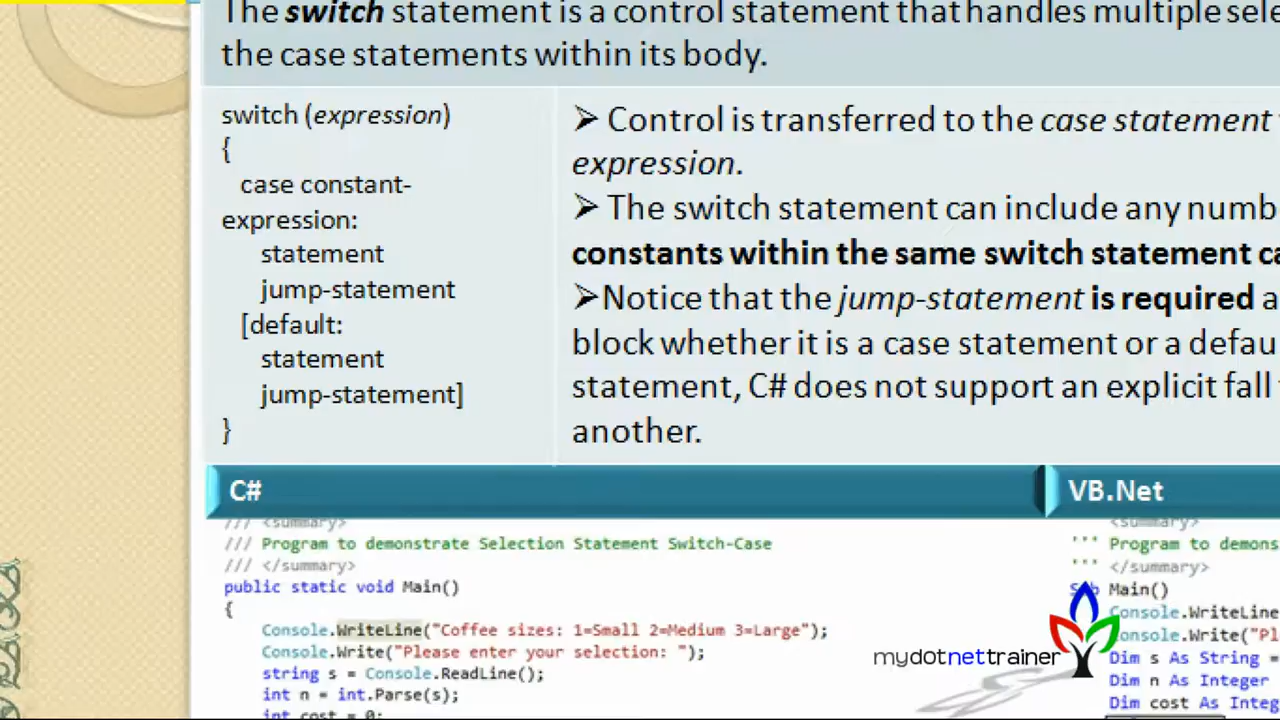 The switch statement is a control statement that handles multiple sele
the case statements within its body.
switch (expression)
{
case constant-
expression:
statement
jump-statement
[default:
statement
jump-statement]
}
➢ Control is transferred to the case statement
expression.
➢ The switch statement can include any numb
constants within the same switch statement ca
➢Notice that the jump-statement is required a
block whether it is a case statement or a defau
statement, C# does not support an explicit fall
another.
C#
/// <summary>
/// Program to demonstrate Selection Statement Switch-Case
/// </summary>
public static void Main()
{
Console.WriteLine("Coffee sizes: 1=Small 2=Medium 3=Large");
Console.Write("Please enter your selection: ");
string s = Console.ReadLine();
int n = int.Parse(s);
int cost = 0;
VB.Net
<summary>
''' Program to demons
''' </summary>
Sub Main()
Console.WriteLine
Console.Write("Pl
Dim s As String =
Dim n As Integer
Dim cost As Integ
mydotnettrainer